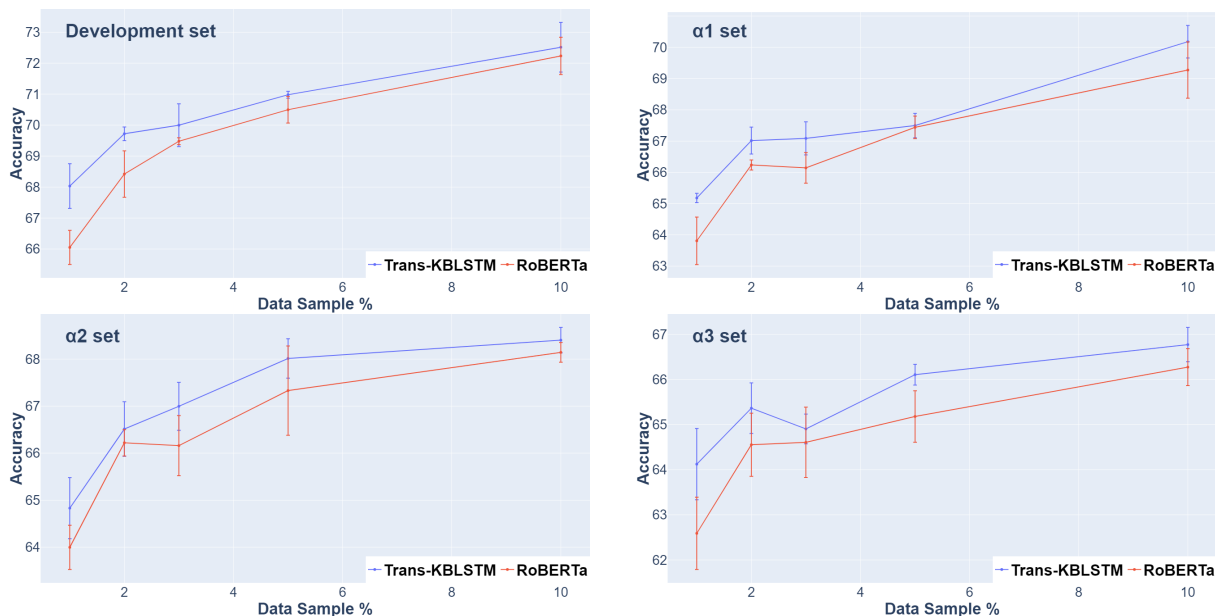 Development set
Accuracy
73
72
71
70
69
68
67
66
2 4 6 8 10
Data Sample %
Trans-KBLSTM RoBERTa
α1 set
Accuracy
70
69
68
67
66
65
64
63
2 4 6 8 10
Data Sample %
Trans-KBLSTM RoBERTa
α2 set
Accuracy
68
67
66
65
64
2 4 6 8 10
Data Sample %
Trans-KBLSTM RoBERTa
α3 set
Accuracy
67
66
65
64
63
62
2 4 6 8 10
Data Sample %
Trans-KBLSTM RoBERTa